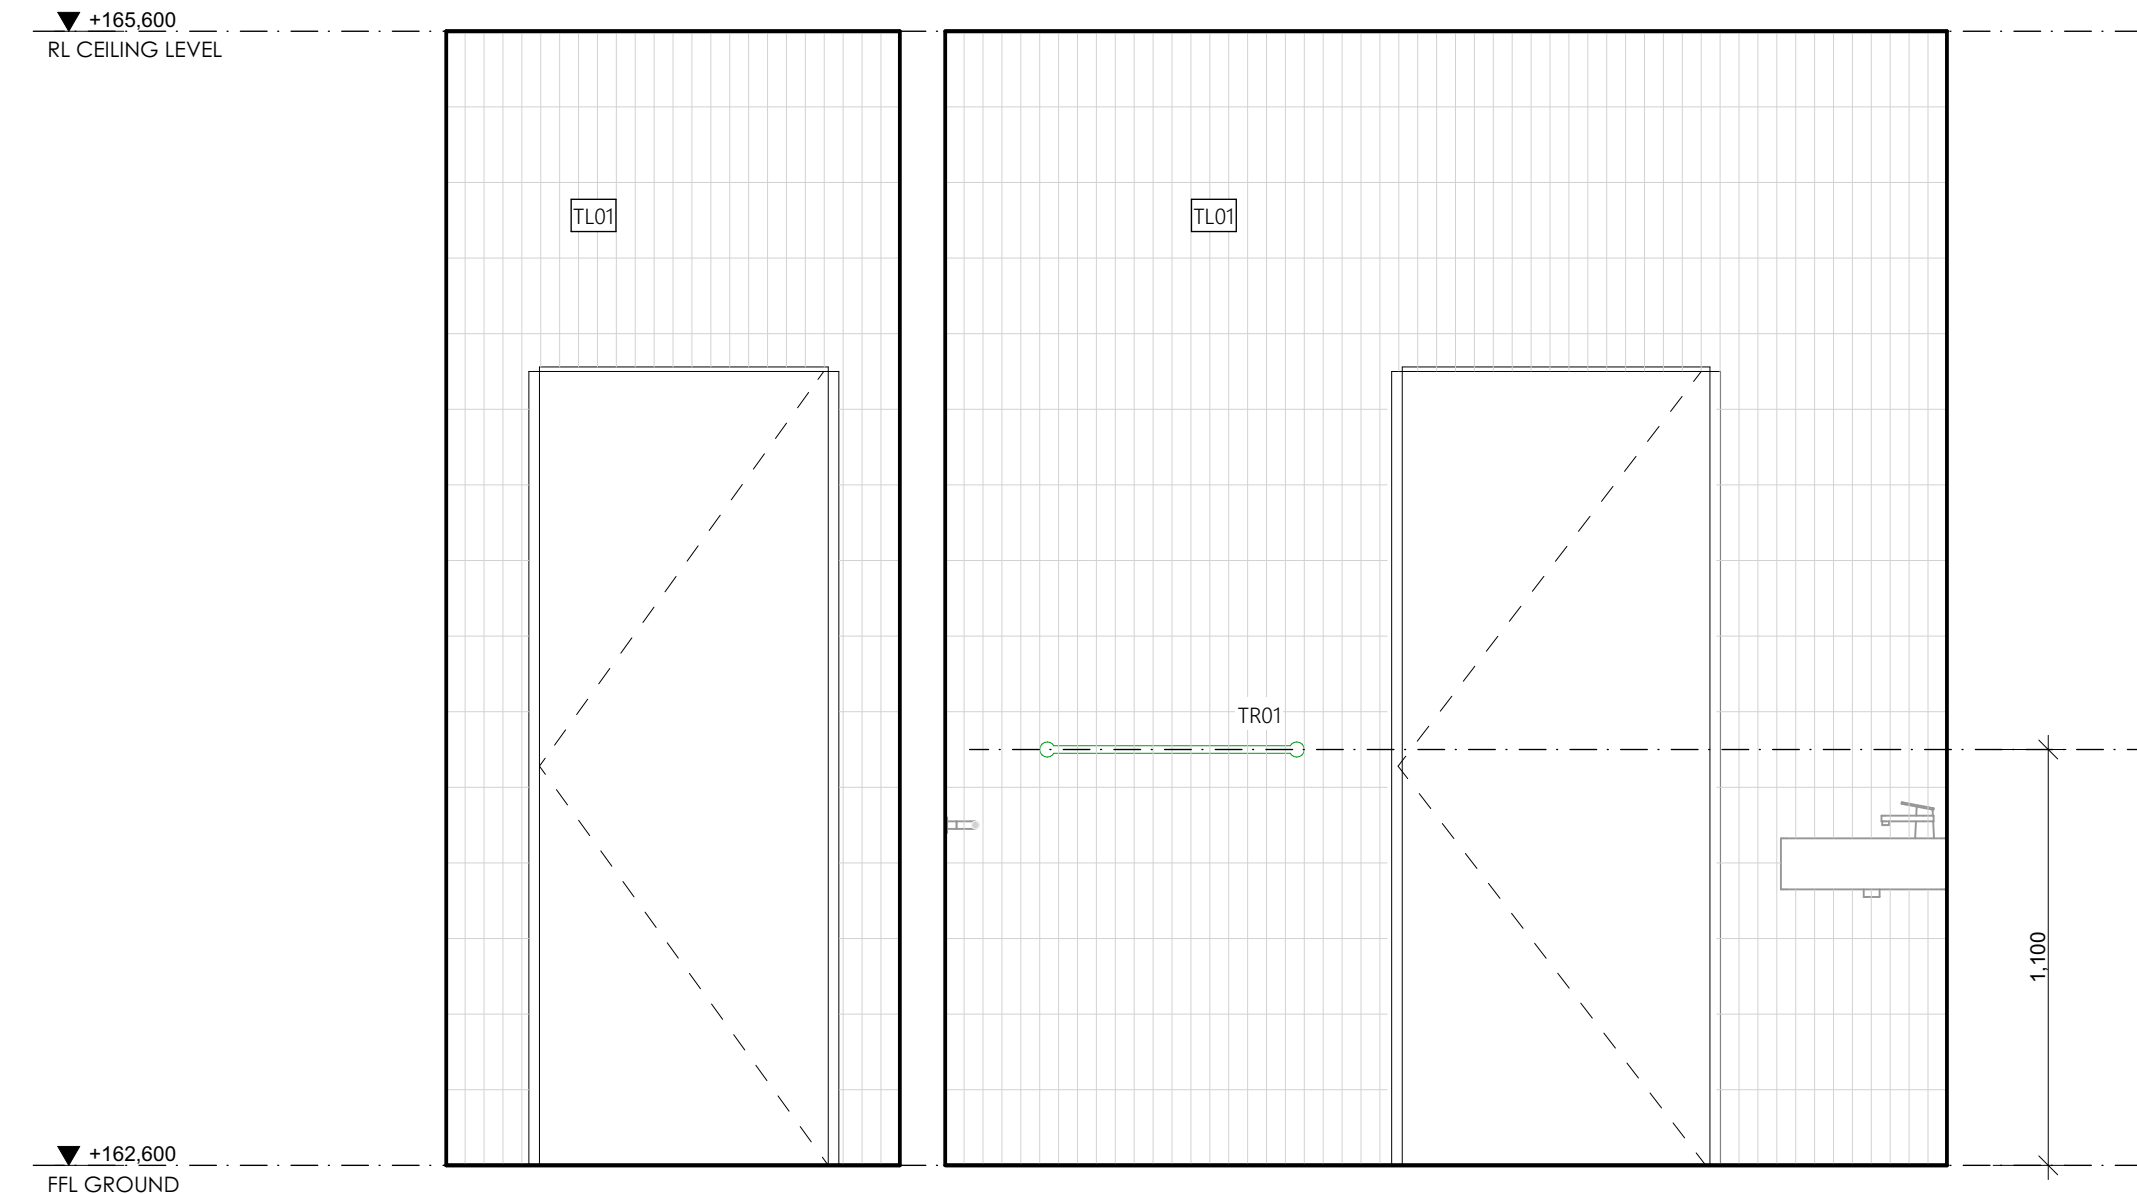 +165,600
RL CEILING LEVEL
TL01
TL01
TR01
1,100
+162,600
FFL GROUND